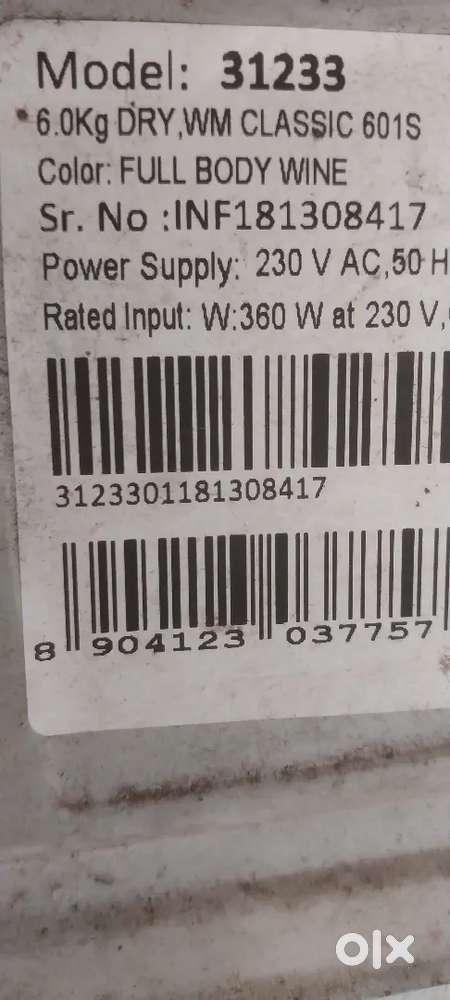 Model: 31233
6.0Kg DRY,WM CLASSIC 601S
Color: FULL BODY WINE
Sr. No :INF181308417
Power Supply: 230 V AC,50 H
Rated Input: W:360 W at 230 V,
3123301181308417
8 904123 037757
olx